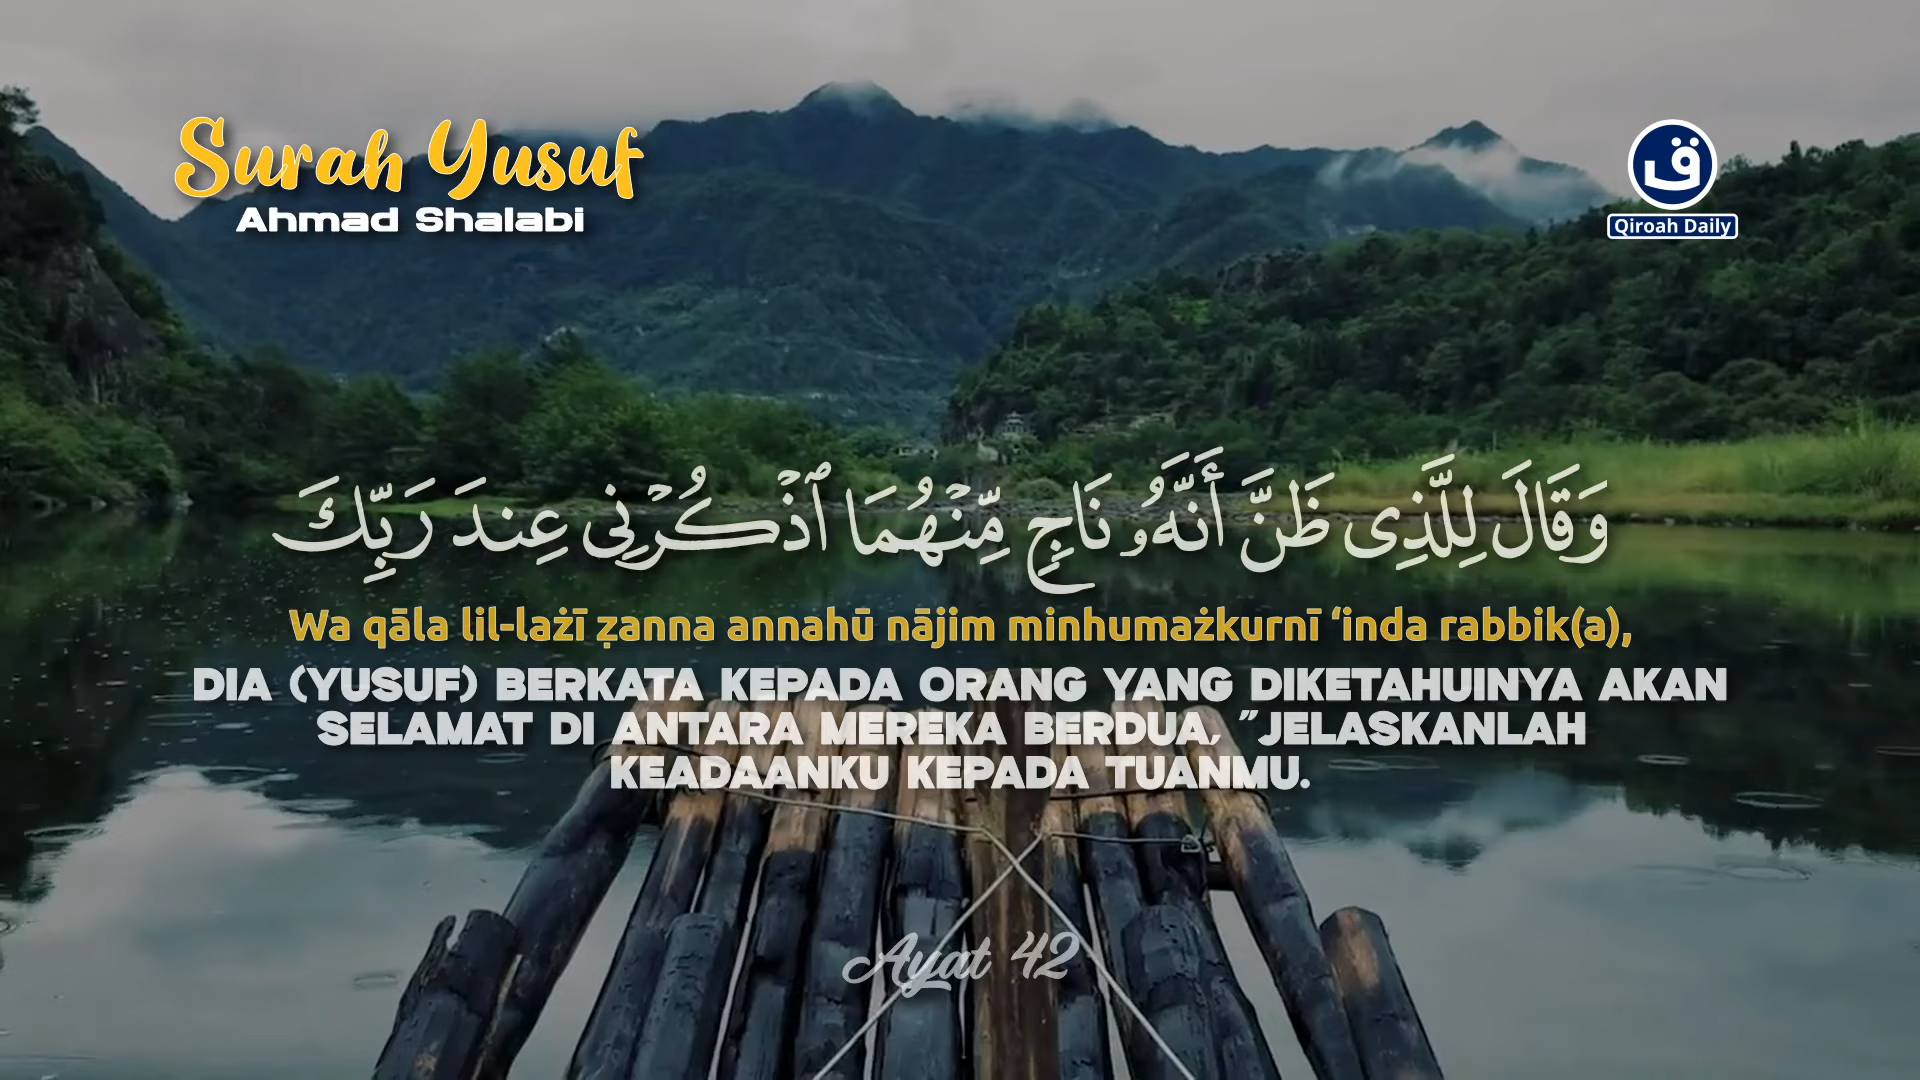 Surah Yusuf
Ahmad Shalabi
ق
Qiroah Daily
وَقَالَ لِلَّذِى ظَنَّ أَنَّهُۥ نَاجٍ مِّنْهُمَا ٱذْكُرْنِى عِندَ رَبِّكَ
Wa qāla lil-lażī ẓanna annahū nājim minhumażkurnī ‘inda rabbik(a),
DIA (YUSUF) BERKATA KEPADA ORANG YANG DIKETAHUINYA AKAN
SELAMAT DI ANTARA MEREKA BERDUA, "JELASKANLAH
KEADAANKU KEPADA TUANMU.
Ayat 42